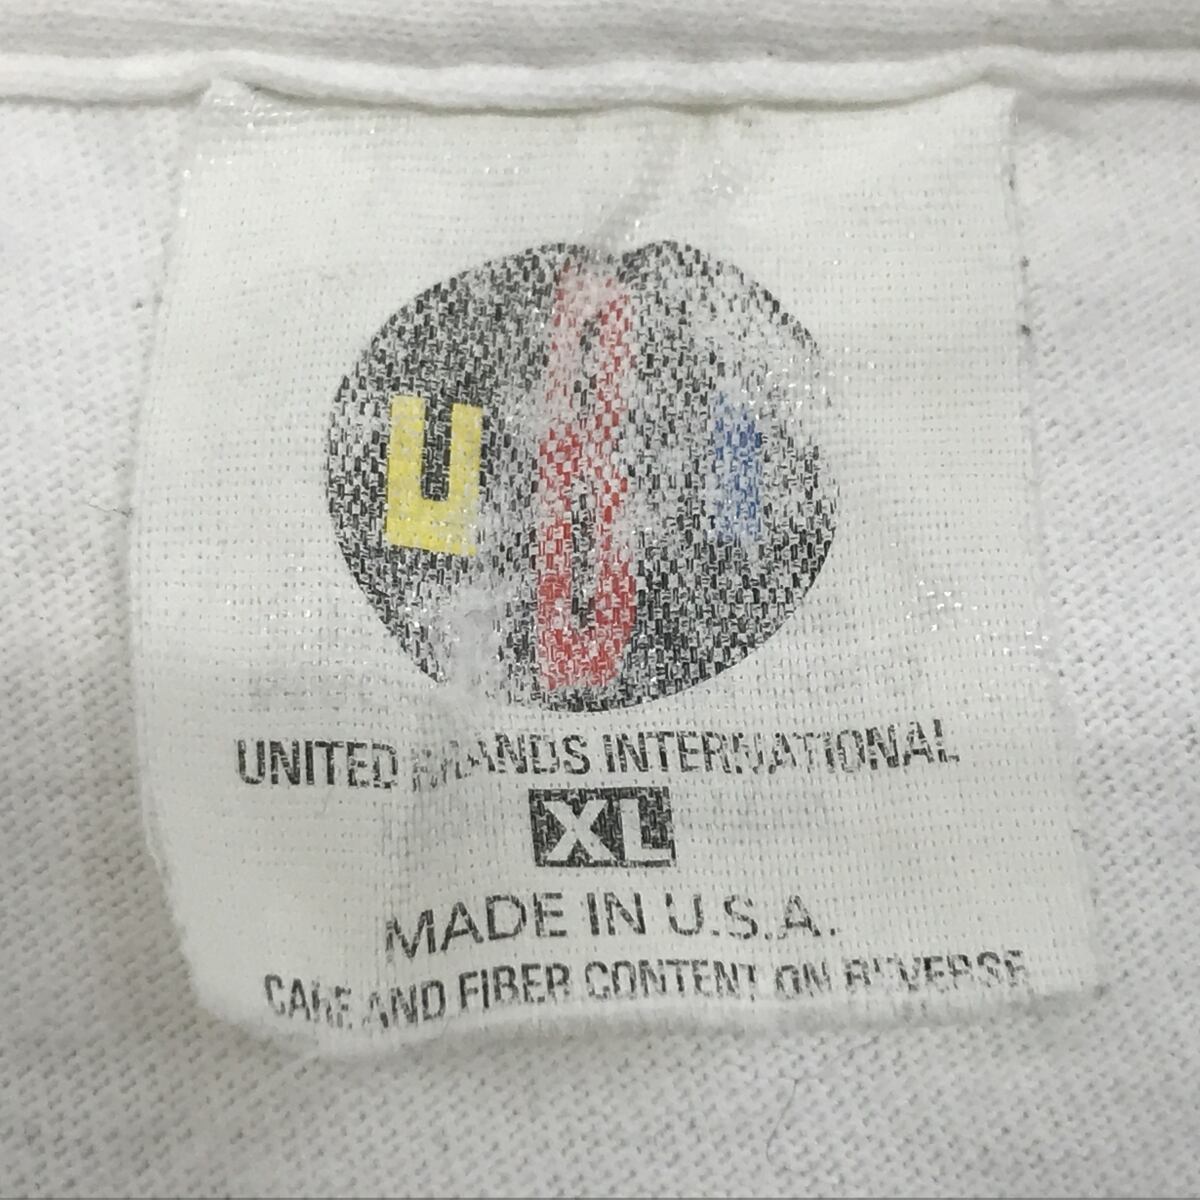 U B I
UNITED BRANDS INTERNATIONAL
XL
MADE IN U.S.A.
CARE AND FIBER CONTENT ON REVERSE